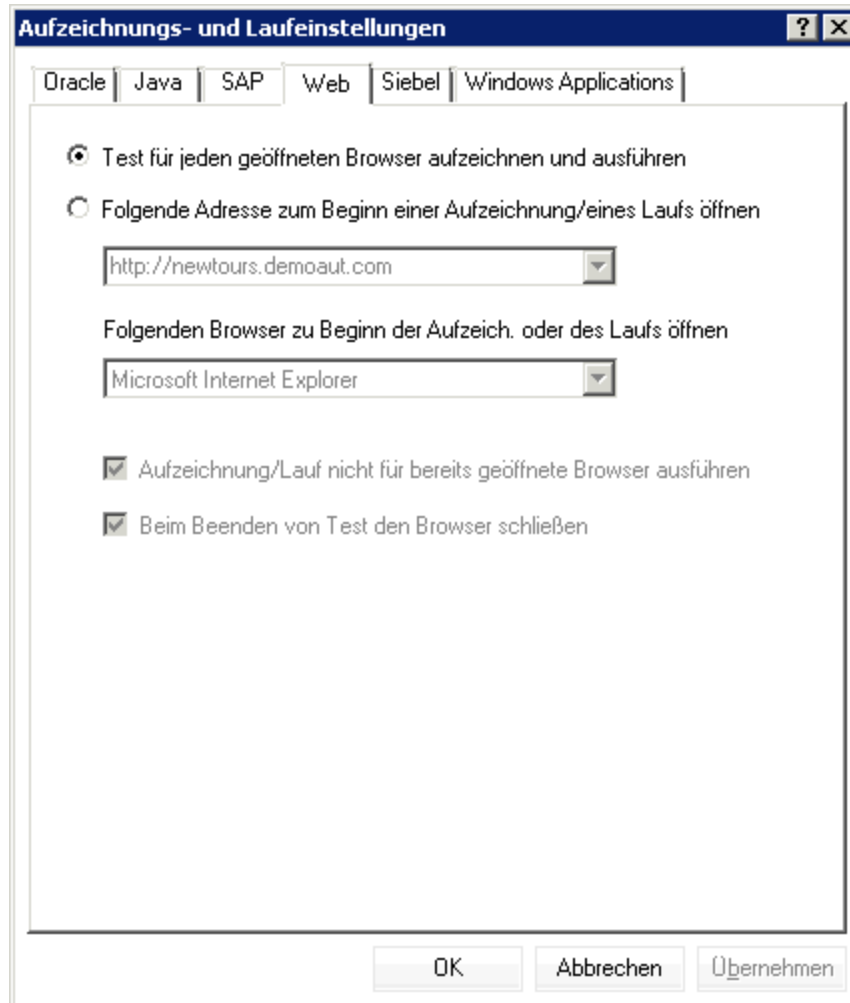 Aufzeichnungs- und Laufeinstellungen
Oracle Java SAP Web Siebel Windows Applications
Test für jeden geöffneten Browser aufzeichnen und ausführen
Folgende Adresse zum Beginn einer Aufzeichnung/eines Laufs öffnen
http://newtours.demoaut.com
Folgenden Browser zu Beginn der Aufzeich. oder des Laufs öffnen
Microsoft Internet Explorer
Aufzeichnung/Lauf nicht für bereits geöffnete Browser ausführen
Beim Beenden von Test den Browser schließen
OK Abbrechen Übernehmen